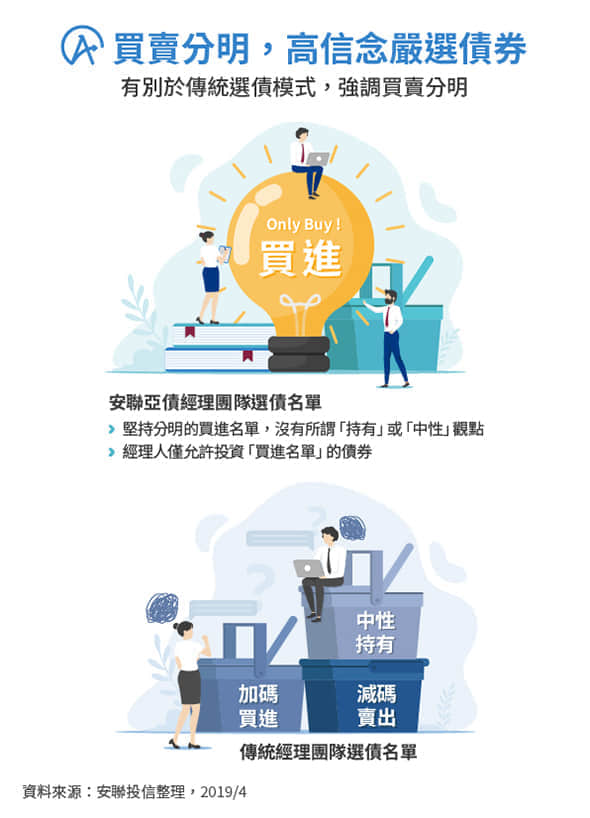 買賣分明，高信念嚴選債券
有別於傳統選債模式，強調買賣分明
Only Buy !
買進
安聯亞債經理團隊選債名單
堅持分明的買進名單，沒有所謂「持有」或「中性」觀點
經理人僅允許投資「買進名單」的債券
中性
持有
加碼
買進
減碼
賣出
傳統經理團隊選債名單
資料來源：安聯投信整理，2019/4